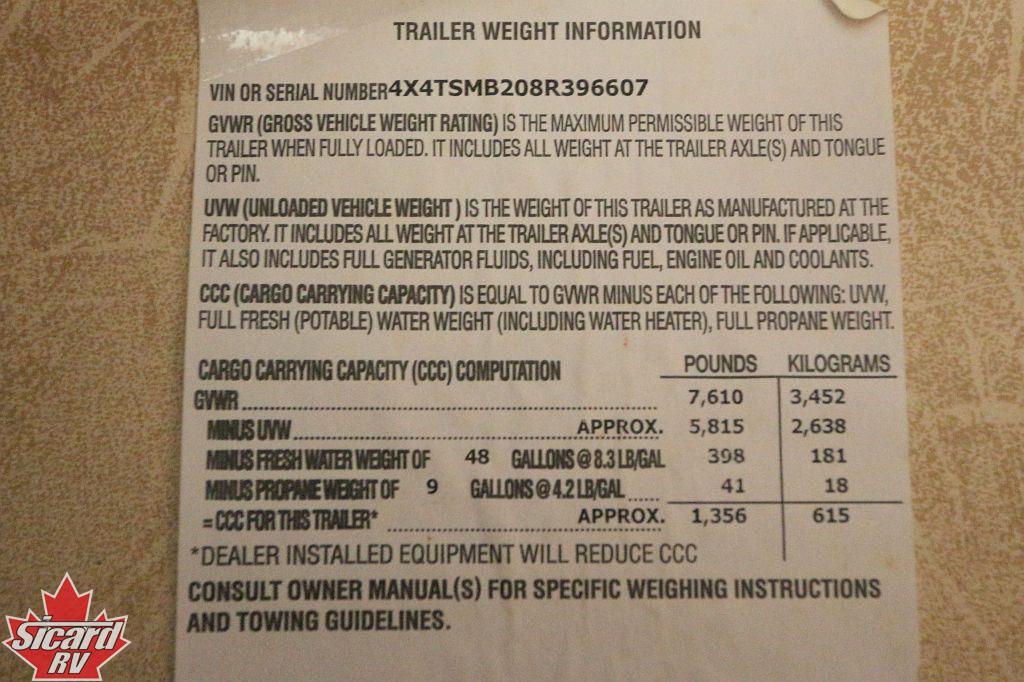 TRAILER WEIGHT INFORMATION
VIN OR SERIAL NUMBER 4X4TSMB208R396607
GVWR (GROSS VEHICLE WEIGHT RATING) IS THE MAXIMUM PERMISSIBLE WEIGHT OF THIS
TRAILER WHEN FULLY LOADED. IT INCLUDES ALL WEIGHT AT THE TRAILER AXLE(S) AND TONGUE
OR PIN.
UVW (UNLOADED VEHICLE WEIGHT ) IS THE WEIGHT OF THIS TRAILER AS MANUFACTURED AT THE
FACTORY. IT INCLUDES ALL WEIGHT AT THE TRAILER AXLE(S) AND TONGUE OR PIN. IF APPLICABLE,
IT ALSO INCLUDES FULL GENERATOR FLUIDS, INCLUDING FUEL, ENGINE OIL AND COOLANTS.
CCC (CARGO CARRYING CAPACITY) IS EQUAL TO GVWR MINUS EACH OF THE FOLLOWING: UVW,
FULL FRESH (POTABLE) WATER WEIGHT (INCLUDING WATER HEATER), FULL PROPANE WEIGHT.
CARGO CARRYING CAPACITY (CCC) COMPUTATION POUNDS KILOGRAMS
GVWR 7,610 3,452
MINUS UVW APPROX. 5,815 2,638
MINUS FRESH WATER WEIGHT OF 48 GALLONS @ 8.3 LB/GAL 398 181
MINUS PROPANE WEIGHT OF 9 GALLONS @ 4.2 LB/GAL 41 18
= CCC FOR THIS TRAILER* APPROX. 1,356 615
*DEALER INSTALLED EQUIPMENT WILL REDUCE CCC
CONSULT OWNER MANUAL(S) FOR SPECIFIC WEIGHING INSTRUCTIONS
AND TOWING GUIDELINES.
Sicard
RV